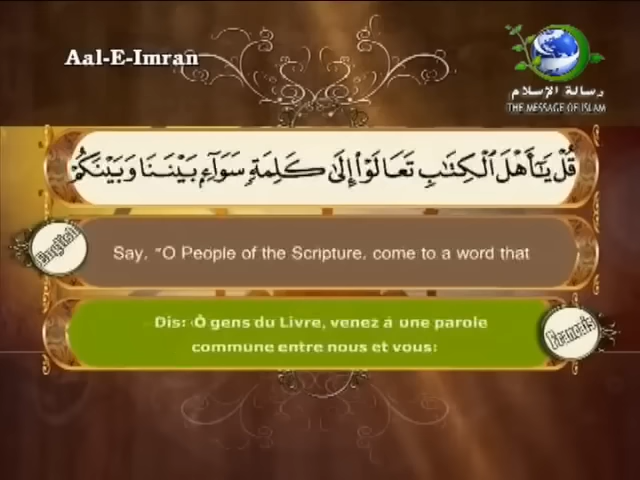 Aal-E-Imran
رسالة الإسلام
THE MESSAGE OF ISLAM
قُلْ يَـٰٓأَهْلَ ٱلْكِتَـٰبِ تَعَالَوْا۟ إِلَىٰ كَلِمَةٍ سَوَآءٍۭ بَيْنَنَا وَبَيْنَكُمْ
English
Say, "O People of the Scripture, come to a word that
Dis: Ô gens du Livre, venez à une parole
commune entre nous et vous:
Francais